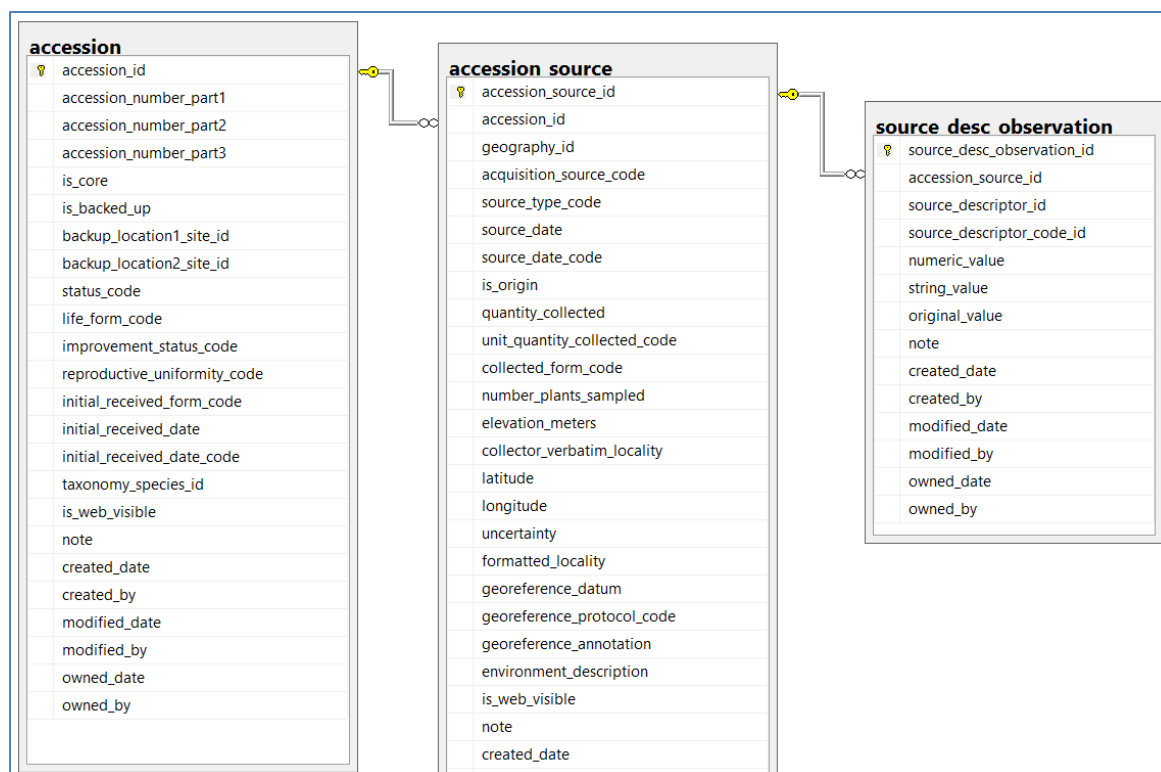 accession
accession_id
accession_number_part1
accession_number_part2
accession_number_part3
is_core
is_backed_up
backup_location1_site_id
backup_location2_site_id
status_code
life_form_code
improvement_status_code
reproductive_uniformity_code
initial_received_form_code
initial_received_date
initial_received_date_code
taxonomy_species_id
is_web_visible
note
created_date
created_by
modified_date
modified_by
owned_date
owned_by
accession_source
accession_source_id
accession_id
geography_id
acquisition_source_code
source_type_code
source_date
source_date_code
is_origin
quantity_collected
unit_quantity_collected_code
collected_form_code
number_plants_sampled
elevation_meters
collector_verbatim_locality
latitude
longitude
uncertainty
formatted_locality
georeference_datum
georeference_protocol_code
georeference_annotation
environment_description
is_web_visible
note
created_date
source_desc_observation
source_desc_observation_id
accession_source_id
source_descriptor_id
source_descriptor_code_id
numeric_value
string_value
original_value
note
created_date
created_by
modified_date
modified_by
owned_date
owned_by